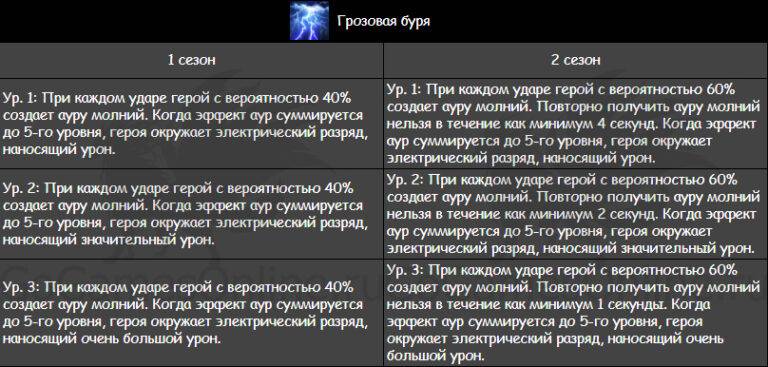 Грозовая буря
1 сезон
2 сезон
Ур. 1: При каждом ударе герой с вероятностью 40%
создает ауру молний. Когда эффект аур суммируется
до 5-го уровня, героя окружает электрический разряд,
наносящий урон.
Ур. 1: При каждом ударе герой с вероятностью 60%
создает ауру молний. Повторно получить ауру молний
нельзя в течение как минимум 4 секунд. Когда эффект
аур суммируется до 5-го уровня, героя окружает
электрический разряд, наносящий урон.
Ур. 2: При каждом ударе герой с вероятностью 40%
создает ауру молний. Когда эффект аур суммируется
до 5-го уровня, героя окружает электрический разряд,
наносящий значительный урон.
Ур. 2: При каждом ударе герой с вероятностью 60%
создает ауру молний. Повторно получить ауру молний
нельзя в течение как минимум 2 секунд. Когда эффект
аур суммируется до 5-го уровня, героя окружает
электрический разряд, наносящий значительный урон.
Ур. 3: При каждом ударе герой с вероятностью 40%
создает ауру молний. Когда эффект аур суммируется
до 5-го уровня, героя окружает электрический разряд,
наносящий очень большой урон.
Ур. 3: При каждом ударе герой с вероятностью 60%
создает ауру молний. Повторно получить ауру молний
нельзя в течение как минимум 1 секунды. Когда
эффект аур суммируется до 5-го уровня, героя
окружает электрический разряд, наносящий очень
большой урон.